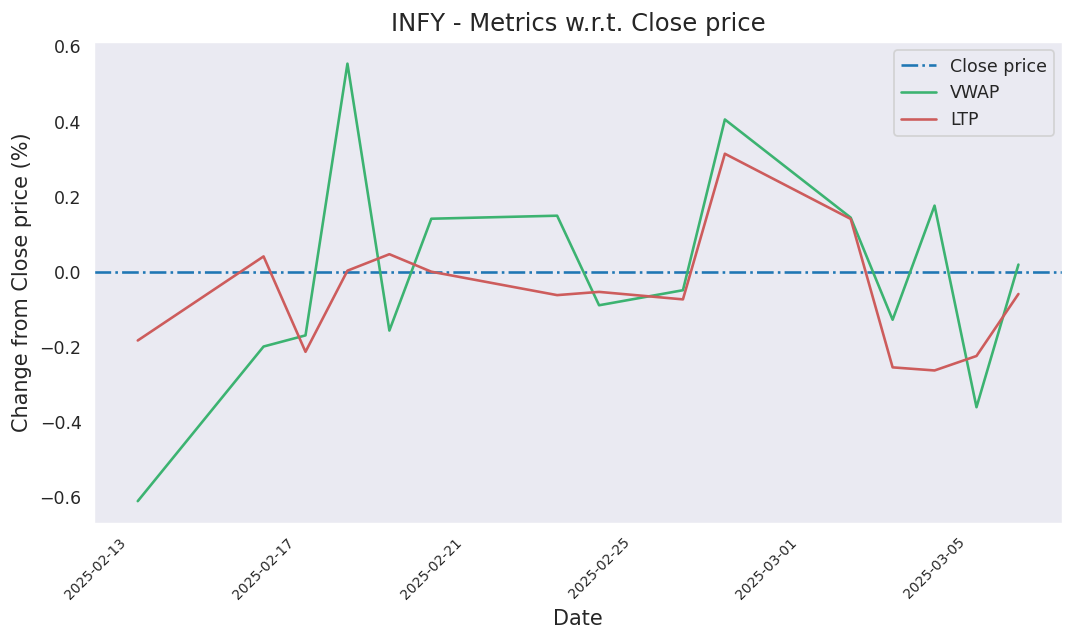 INFY - Metrics w.r.t. Close price
Close price
VWAP
LTP
Change from Close price (%)
0.6
0.4
0.2
0.0
−0.2
−0.4
−0.6
2025-02-13
2025-02-17
2025-02-21
2025-02-25
2025-03-01
2025-03-05
Date